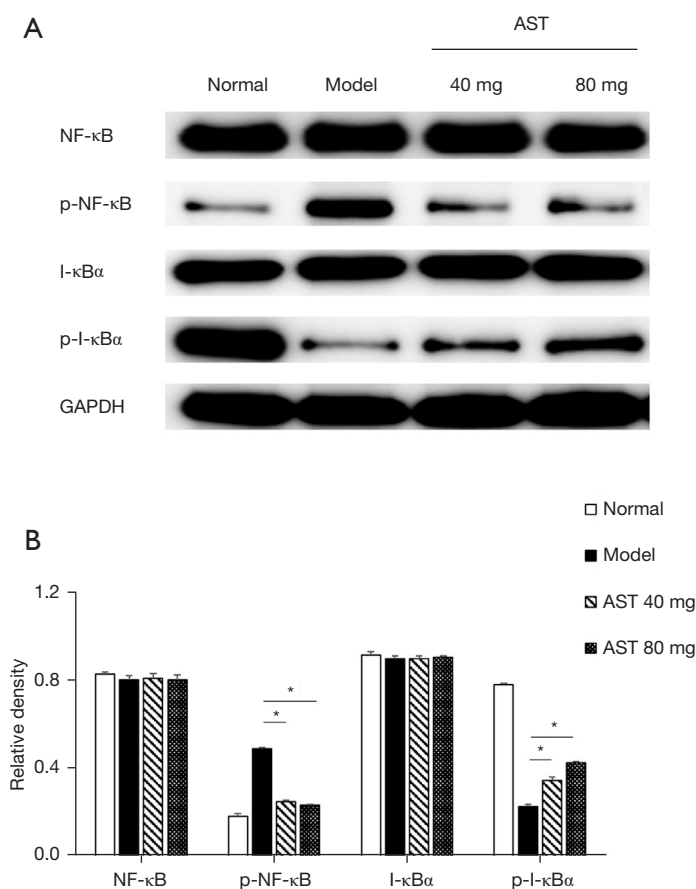 A
AST
Normal Model 40 mg 80 mg
NF-κB
p-NF-κB
I-κBα
p-I-κBα
GAPDH
B
Normal
Model
AST 40 mg
AST 80 mg
Relative density
1.2
0.8
0.4
0.0
* *
* *
NF-κB p-NF-κB I-κBα p-I-κBα